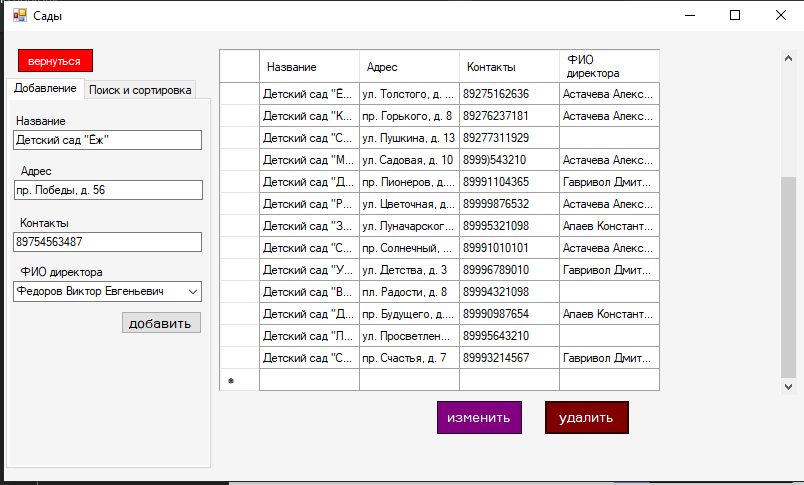 Сады
вернуться
Добавление Поиск и сортировка
Название
Детский сад "Ёж"
Адрес
пр. Победы, д. 56
Контакты
89754563487
ФИО директора
Федоров Виктор Евгеньевич
добавить
Название Адрес Контакты ФИО директора
Детский сад "Ё... ул. Толстого, д. ... 89275162636 Астачева Алекс...
Детский сад "К... пр. Горького, д. 8 89276237181 Астачева Алекс...
Детский сад "С... ул. Пушкина, д. 13 89277311929
Детский сад "М... ул. Садовая, д. 10 8999)543210 Астачева Алекс...
Детский сад "Д... пр. Пионеров, д.... 89991104365 Гавривол Дмит...
Детский сад "Р... ул. Цветочная, д... 89999876532 Астачева Алекс...
Детский сад "З... ул. Луначарског... 89995321098 Апаев Констант...
Детский сад "С... пр. Солнечный, ... 89991010101 Астачева Алекс...
Детский сад "У... ул. Детства, д. 3 89996789010 Гавривол Дмит...
Детский сад "В... пл. Радости, д. 8 89994321098
Детский сад "Д... пр. Будущего, д.... 89990987654 Апаев Констант...
Детский сад "Л... ул. Просветлен... 89995643210
Детский сад "С... пр. Счастья, д. 7 89993214567 Гавривол Дмит...
изменить удалить